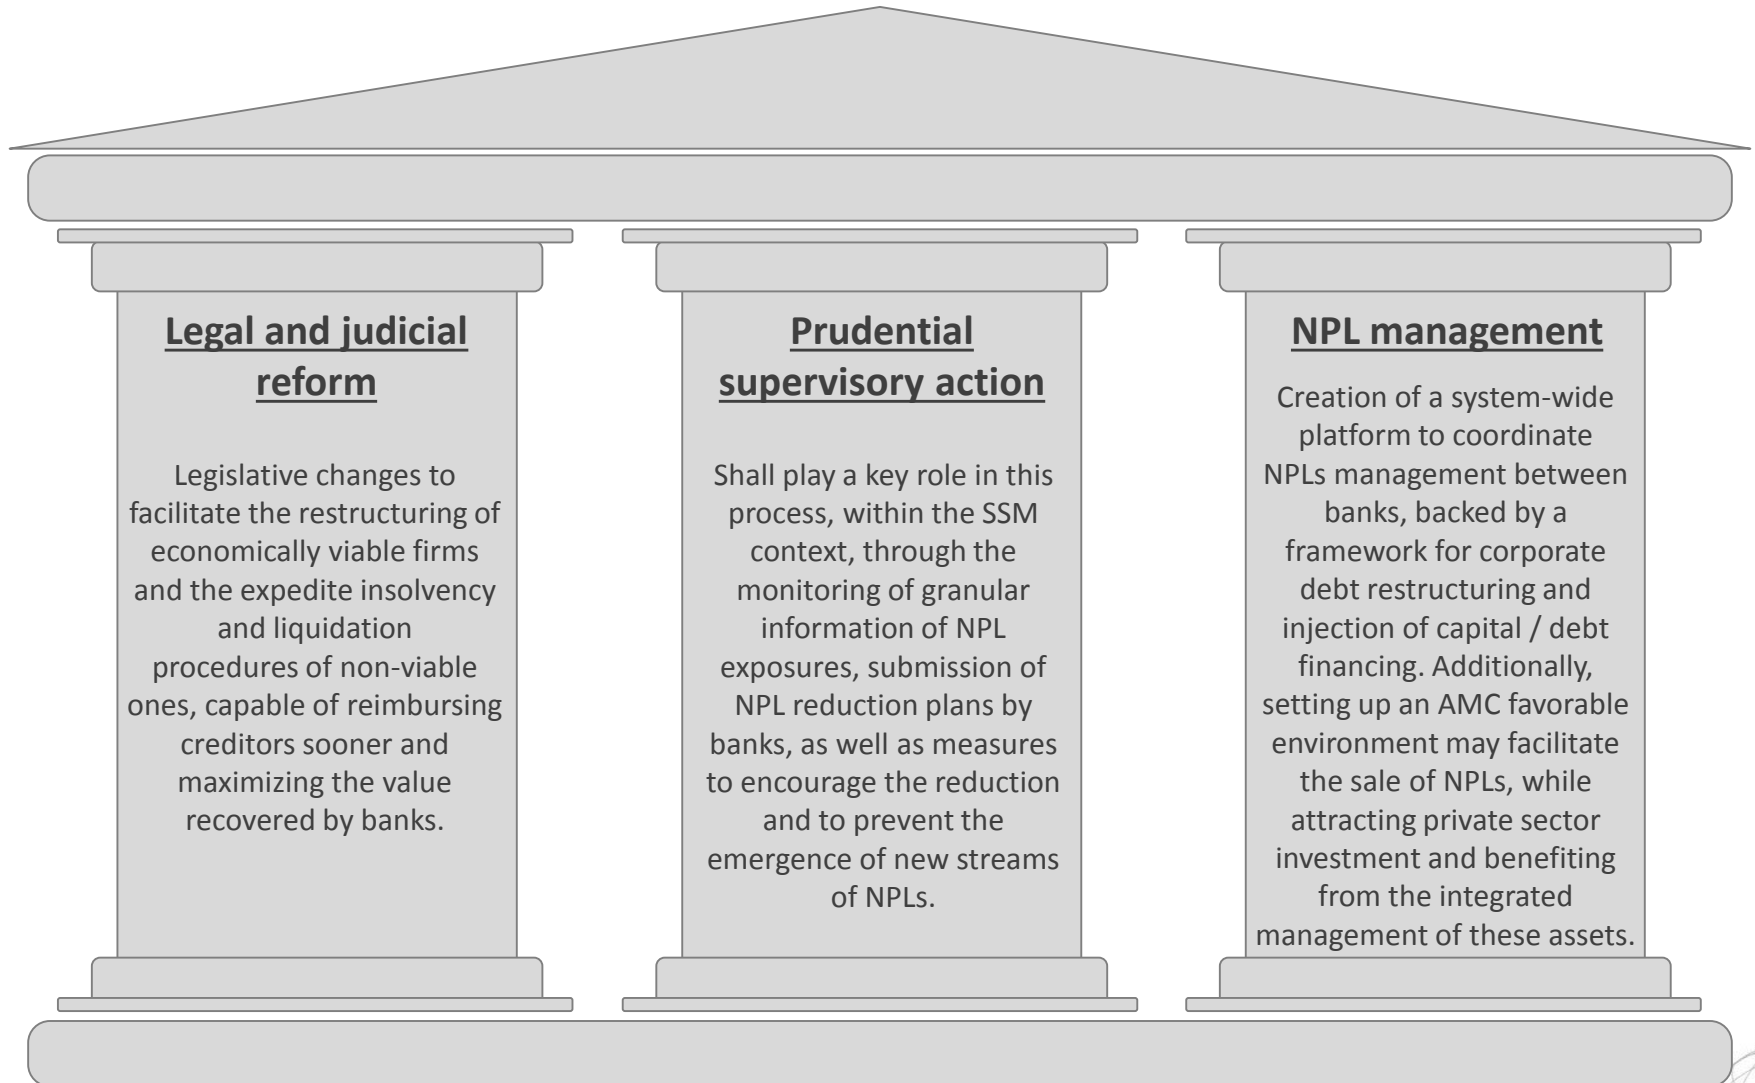 Legal and judicial
reform
Legislative changes to
facilitate the restructuring of
economically viable firms
and the expedite insolvency
and liquidation
procedures of non-viable
ones, capable of reimbursing
creditors sooner and
maximizing the value
recovered by banks.
Prudential
supervisory action
Shall play a key role in this
process, within the SSM
context, through the
monitoring of granular
information of NPL
exposures, submission of
NPL reduction plans by
banks, as well as measures
to encourage the reduction
and to prevent the
emergence of new streams
of NPLs.
NPL management
Creation of a system-wide
platform to coordinate
NPLs management between
banks, backed by a
framework for corporate
debt restructuring and
injection of capital / debt
financing. Additionally,
setting up an AMC favorable
environment may facilitate
the sale of NPLs, while
attracting private sector
investment and benefiting
from the integrated
management of these assets.